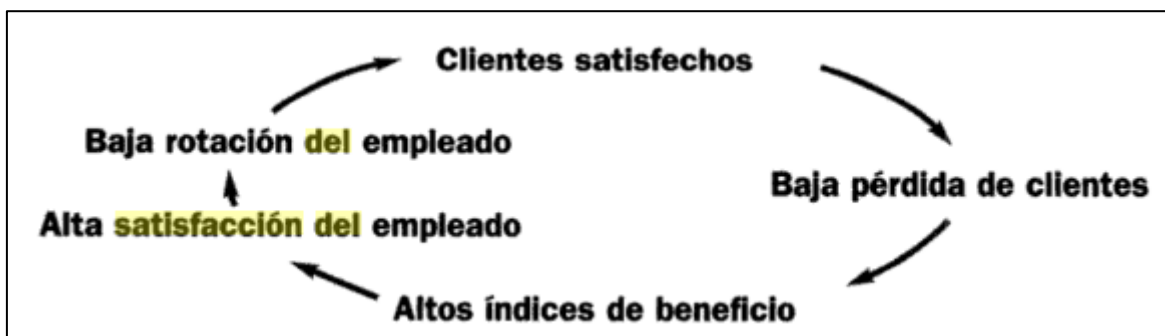 Clientes satisfechos
Baja rotación del empleado
Baja pérdida de clientes
Alta satisfacción del empleado
Altos índices de beneficio